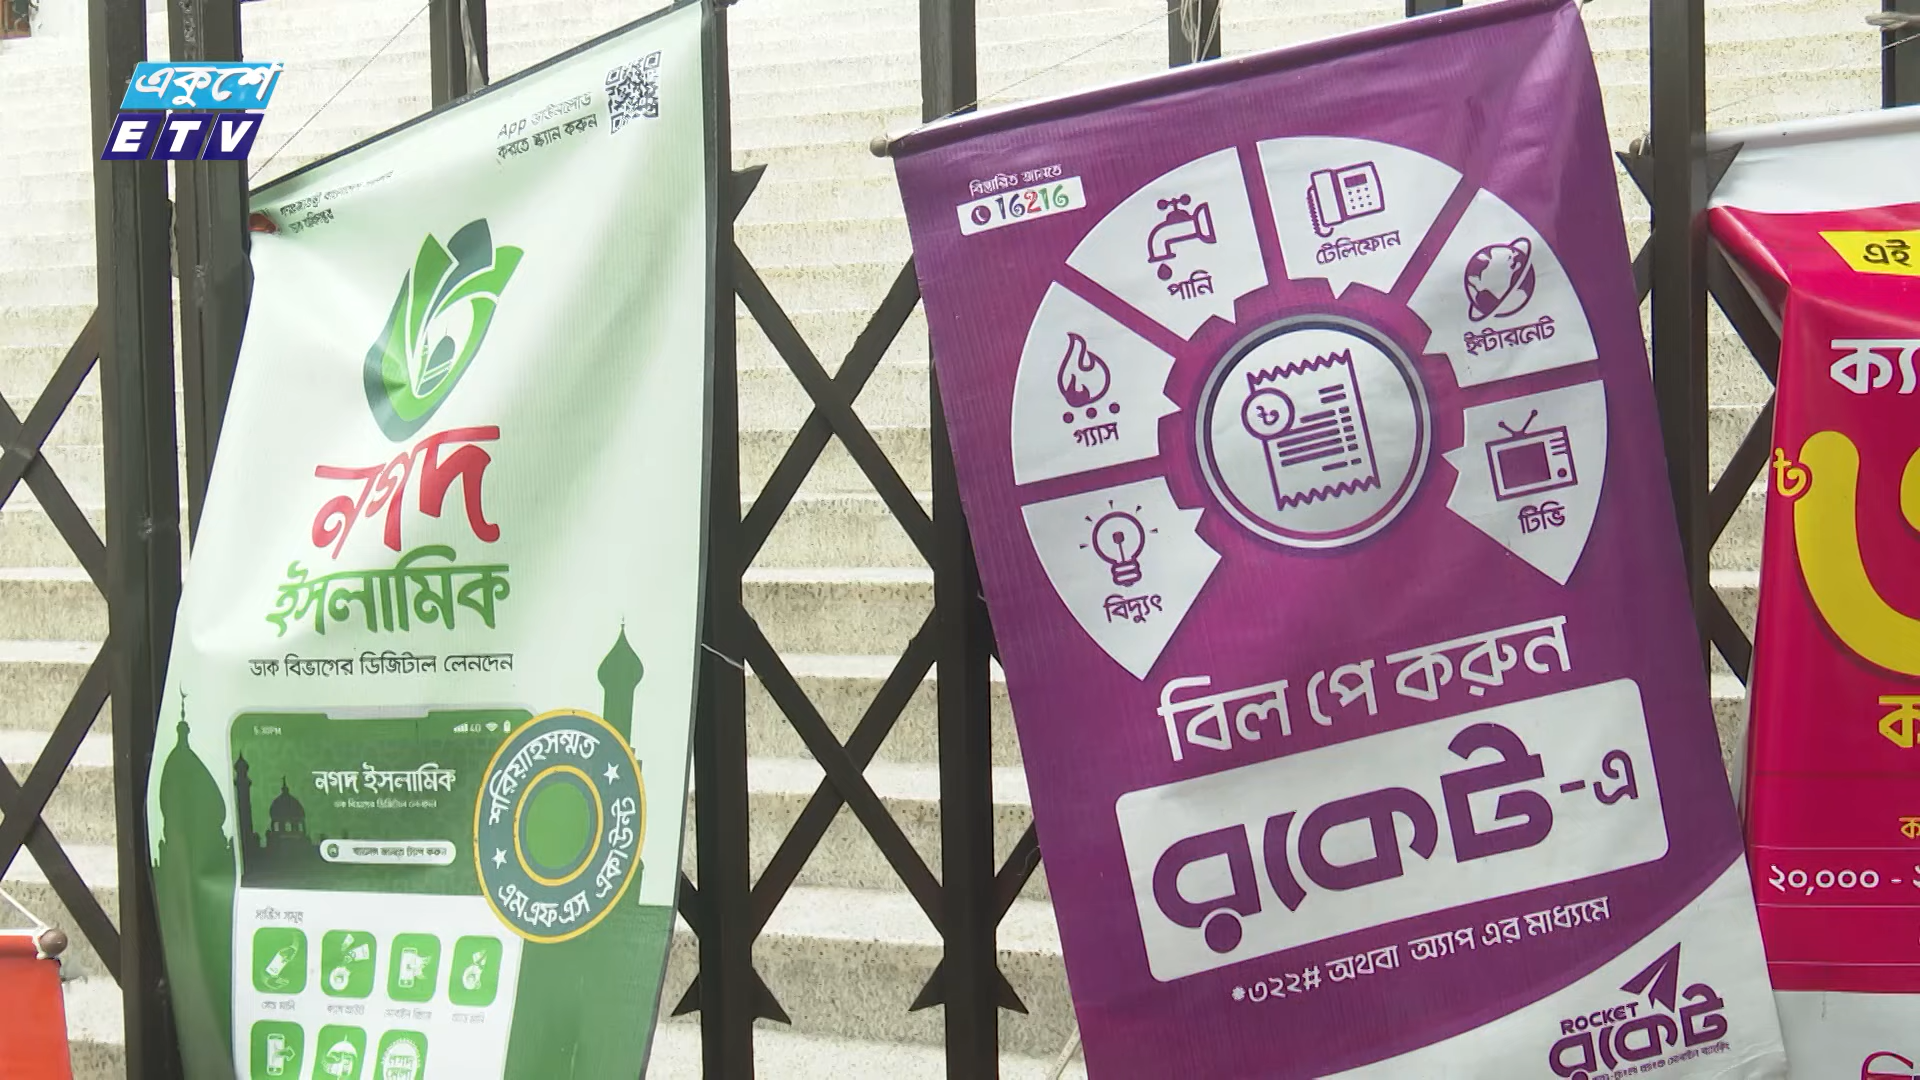 একুশে
ETV
App ডাউনলোড
করতে স্ক্যান করুন
নগদ
ইসলামিক
ডাক বিভাগের ডিজিটাল লেনদেন
নগদ ইসলামিক
শরিয়াহসম্মত
এমএফএস একাউন্ট
বিস্তারিত জানতে
16216
বিদ্যুৎ
গ্যাস
পানি
টেলিফোন
ইন্টারনেট
টিভি
বিল পে করুন
রকেট-এ
*৩২২# অথবা অ্যাপ এর মাধ্যমে
ROCKET
রকেট
এই
৳
২০,০০০ -